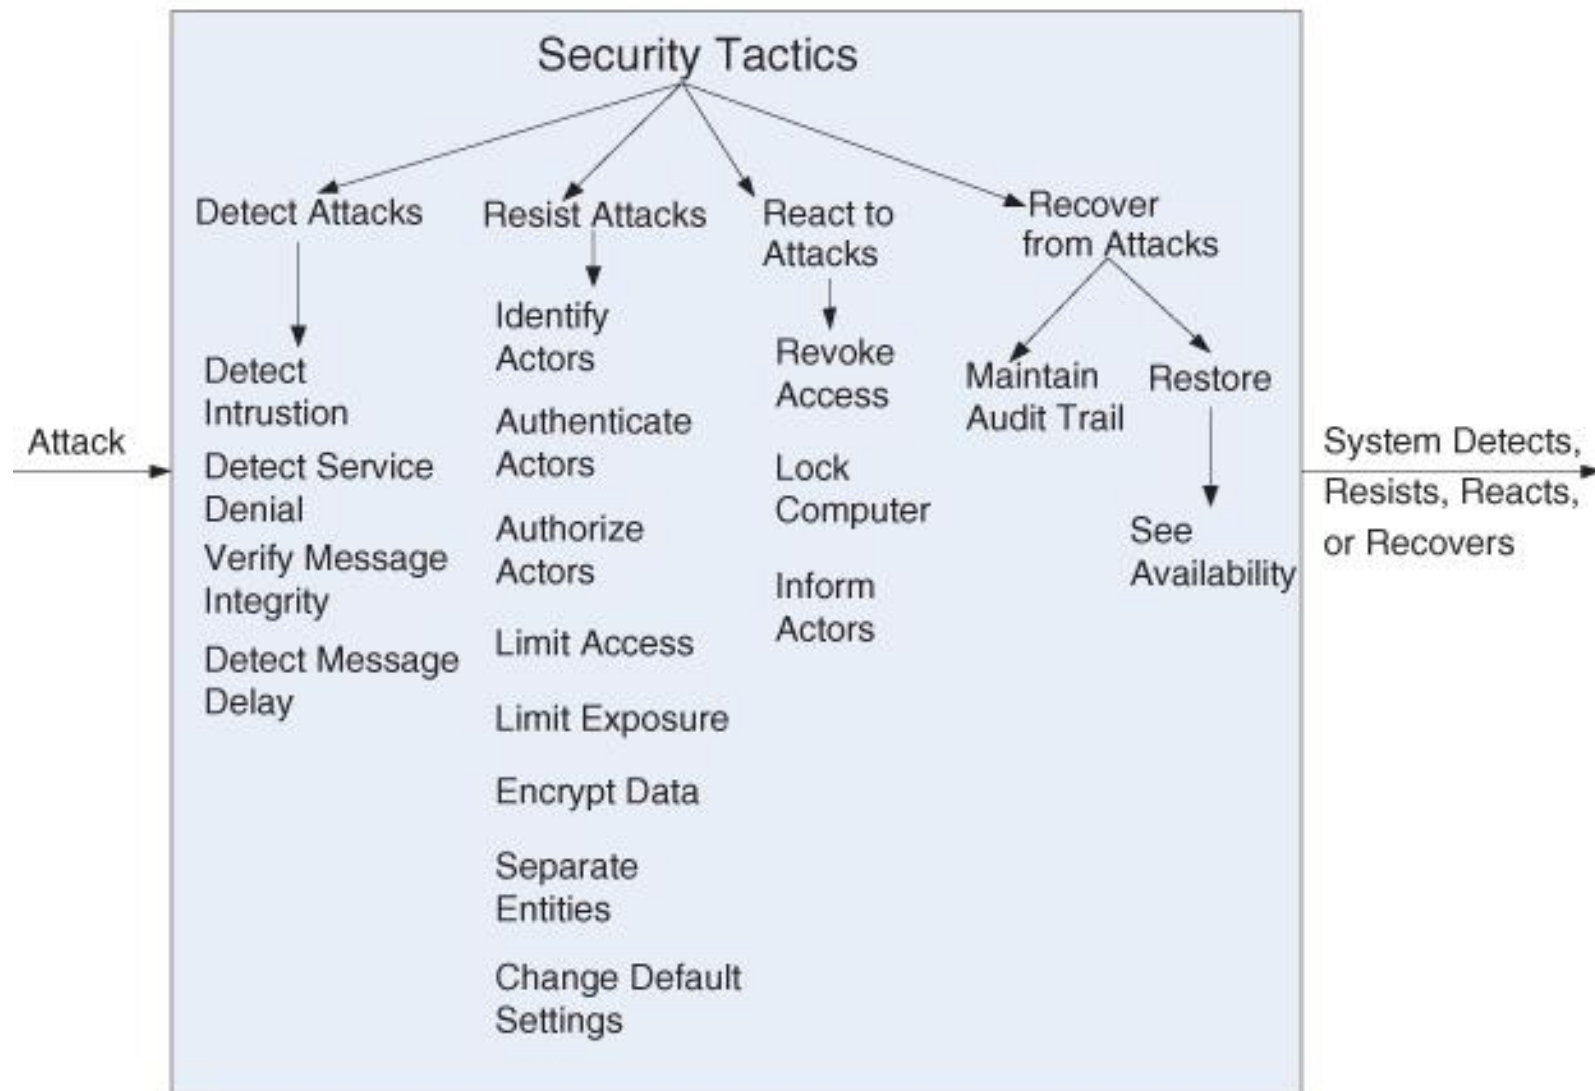 Security Tactics
Attack
Detect Attacks
Detect
Intrustion
Detect Service
Denial
Verify Message
Integrity
Detect Message
Delay
Resist Attacks
Identify
Actors
Authenticate
Actors
Authorize
Actors
Limit Access
Limit Exposure
Encrypt Data
Separate
Entities
Change Default
Settings
React to
Attacks
Revoke
Access
Lock
Computer
Inform
Actors
Recover
from Attacks
Maintain
Audit Trail
Restore
See
Availability
System Detects,
Resists, Reacts,
or Recovers